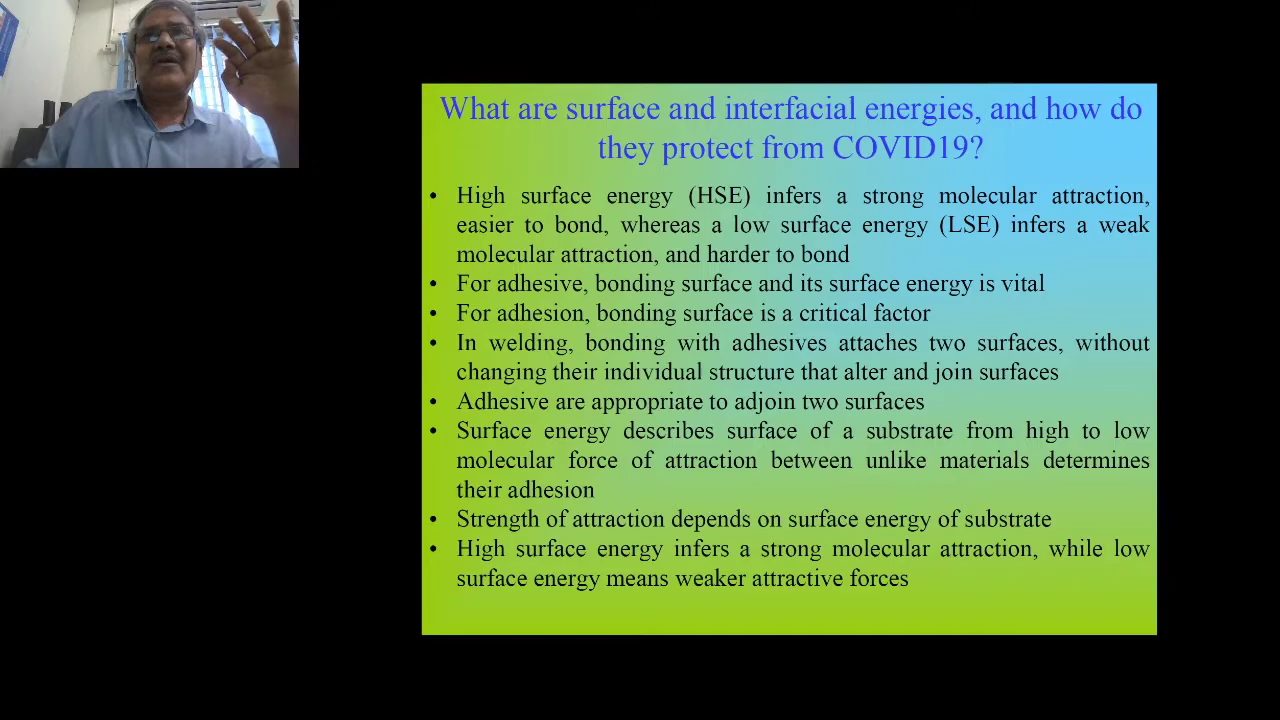 What are surface and interfacial energies, and how do
they protect from COVID19?
• High surface energy (HSE) infers a strong molecular attraction,
easier to bond, whereas a low surface energy (LSE) infers a weak
molecular attraction, and harder to bond
• For adhesive, bonding surface and its surface energy is vital
• For adhesion, bonding surface is a critical factor
• In welding, bonding with adhesives attaches two surfaces, without
changing their individual structure that alter and join surfaces
• Adhesive are appropriate to adjoin two surfaces
• Surface energy describes surface of a substrate from high to low
molecular force of attraction between unlike materials determines
their adhesion
• Strength of attraction depends on surface energy of substrate
• High surface energy infers a strong molecular attraction, while low
surface energy means weaker attractive forces